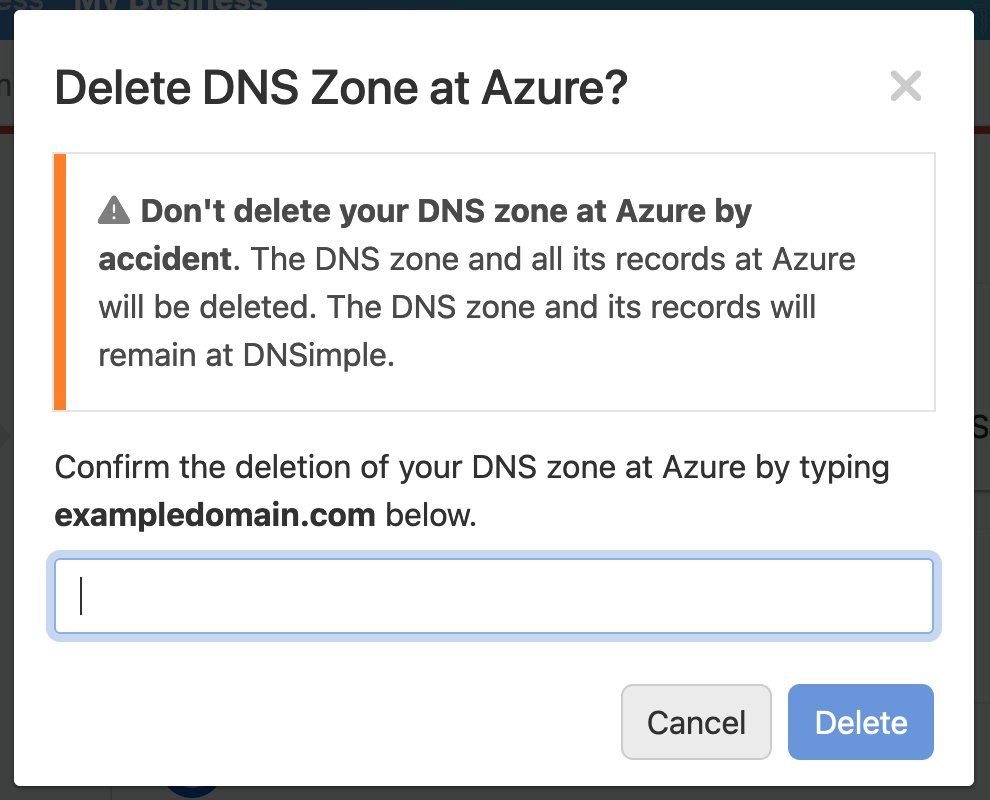 My Business
Delete DNS Zone at Azure?
Don't delete your DNS zone at Azure by
accident. The DNS zone and all its records at Azure
will be deleted. The DNS zone and its records will
remain at DNSimple.
Confirm the deletion of your DNS zone at Azure by typing
exampledomain.com below.
Cancel
Delete